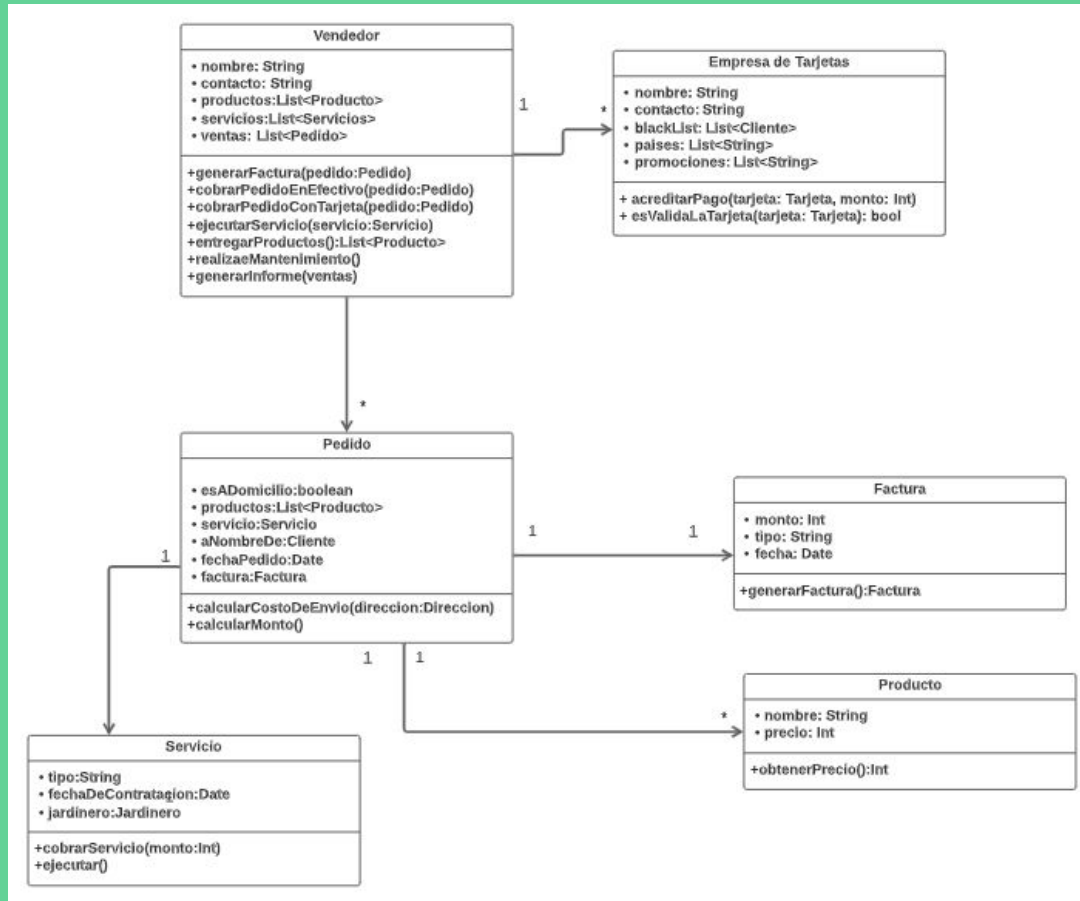 Vendedor
• nombre: String
• contacto: String
• productos:List<Producto>
• servicios:List<Servicios>
• ventas: List<Pedido>
+generarFactura(pedido:Pedido)
+cobrarPedidoEnEfectivo(pedido:Pedido)
+cobrarPedidoConTarjeta(pedido:Pedido)
+ejecutarServicio(servicio:Servicio)
+entregarProductos():List<Producto>
+realizaeMantenimiento()
+generarInforme(ventas)
1
*
Empresa de Tarjetas
• nombre: String
• contacto: String
• blackList: List<Cliente>
• paises: List<String>
• promociones: List<String>
+ acreditarPago(tarjeta: Tarjeta, monto: Int)
+ esValidaLaTarjeta(tarjeta: Tarjeta): bool
*
Pedido
• esADomicilio:boolean
• productos:List<Producto>
• servicio:Servicio
• aNombreDe:Cliente
• fechaPedido:Date
• factura:Factura
+calcularCostoDeEnvio(direccion:Direccion)
+calcularMonto()
1
1
1
Factura
• monto: Int
• tipo: String
• fecha: Date
+generarFactura():Factura
1
1
*
Producto
• nombre: String
• precio: Int
+obtenerPrecio():Int
Servicio
• tipo:String
• fechaDeContratacion:Date
• jardinero:Jardinero
+cobrarServicio(monto:Int)
+ejecutar()